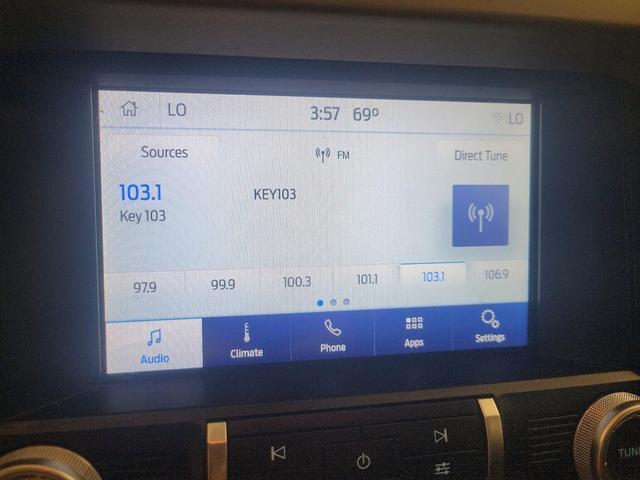 LO 3:57 69º LO
Sources FM Direct Tune
103.1 KEY103
Key 103
97.9 99.9 100.3 101.1 103.1 106.9
Audio Climate Phone Apps Settings
TUNE